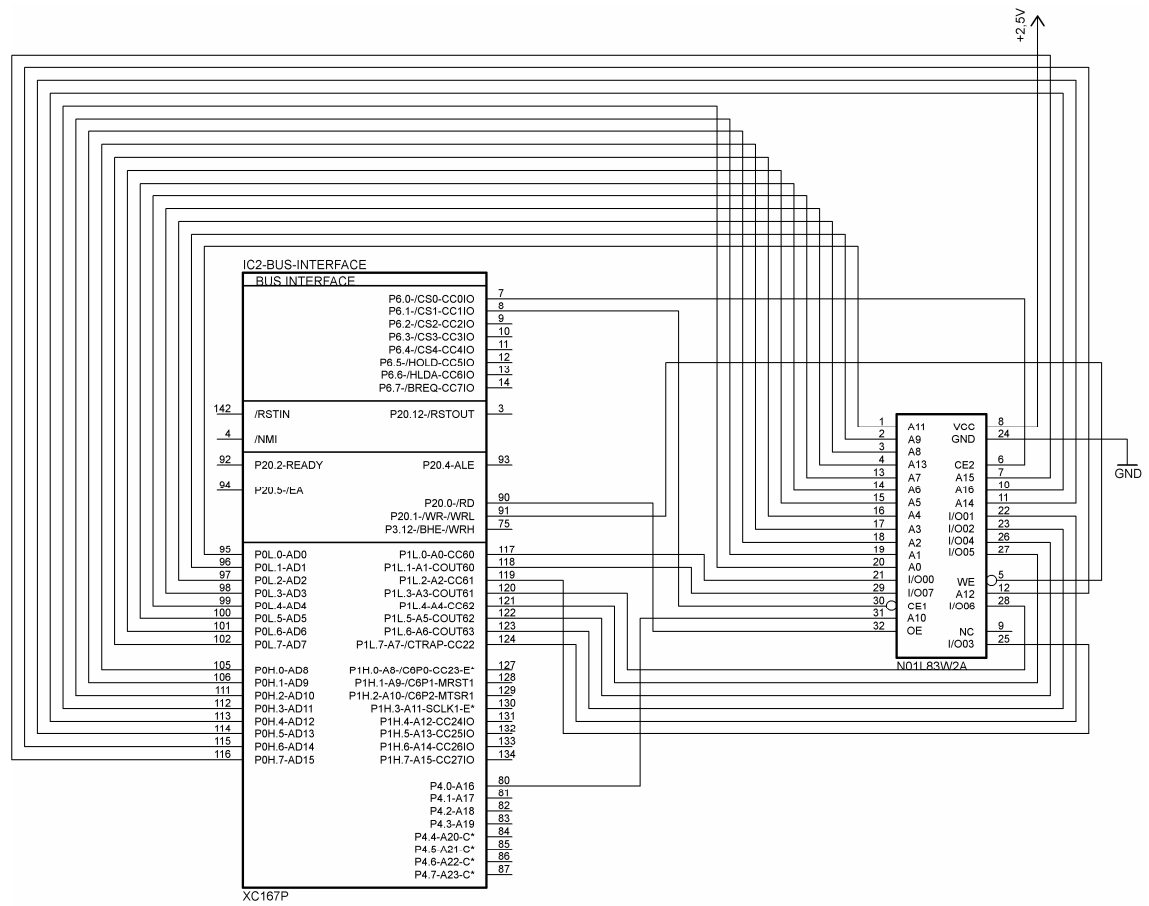 +2,5V
IC2-BUS-INTERFACE
BUS INTERFACE
P6.0-/CS0-CC0IO 7
P6.1-/CS1-CC1IO 8
P6.2-/CS2-CC2IO 9
P6.3-/CS3-CC3IO 10
P6.4-/CS4-CC4IO 11
P6.5-/HOLD-CC5IO 12
P6.6-/HLDA-CC6IO 13
P6.7-/BREQ-CC7IO 14
142 /RSTIN P20.12-/RSTOUT 3
4 /NMI
92 P20.2-READY P20.4-ALE 93
94 P20.5-/EA
P20.0-/RD 90
P20.1-/WR-/WRL 91
P3.12-/BHE-/WRH 75
95 P0L.0-AD0 P1L.0-A0-CC60 117
96 P0L.1-AD1 P1L.1-A1-COUT60 118
97 P0L.2-AD2 P1L.2-A2-CC61 119
98 P0L.3-AD3 P1L.3-A3-COUT61 120
99 P0L.4-AD4 P1L.4-A4-CC62 121
100 P0L.5-AD5 P1L.5-A5-COUT62 122
101 P0L.6-AD6 P1L.6-A6-COUT63 123
102 P0L.7-AD7 P1L.7-A7-/CTRAP-CC22 124
105 P0H.0-AD8 P1H.0-A8-/C6P0-CC23-E* 127
106 P0H.1-AD9 P1H.1-A9-/C6P1-MRST1 128
111 P0H.2-AD10 P1H.2-A10-/C6P2-MTSR1 129
112 P0H.3-AD11 P1H.3-A11-SCLK1-E* 130
113 P0H.4-AD12 P1H.4-A12-CC24IO 131
114 P0H.5-AD13 P1H.5-A13-CC25IO 132
115 P0H.6-AD14 P1H.6-A14-CC26IO 133
116 P0H.7-AD15 P1H.7-A15-CC27IO 134
P4.0-A16 80
P4.1-A17 81
P4.2-A18 82
P4.3-A19 83
P4.4-A20-C* 84
P4.5-A21-C* 85
P4.6-A22-C* 86
P4.7-A23-C* 87
XC167P
1 A11 VCC 8
2 A9 GND 24
3 A8
4 A13 CE2 6
13 A7 A15 7
14 A6 A16 10
15 A5 A14 11
16 A4 I/O01 22
17 A3 I/O02 23
18 A2 I/O04 26
19 A1 I/O05 27
20 A0
21 I/O00 WE 5
29 I/O07 A12 12
30 CE1 I/O06 28
31 A10
32 OE NC 9
I/O03 25
N01L83W2A
GND